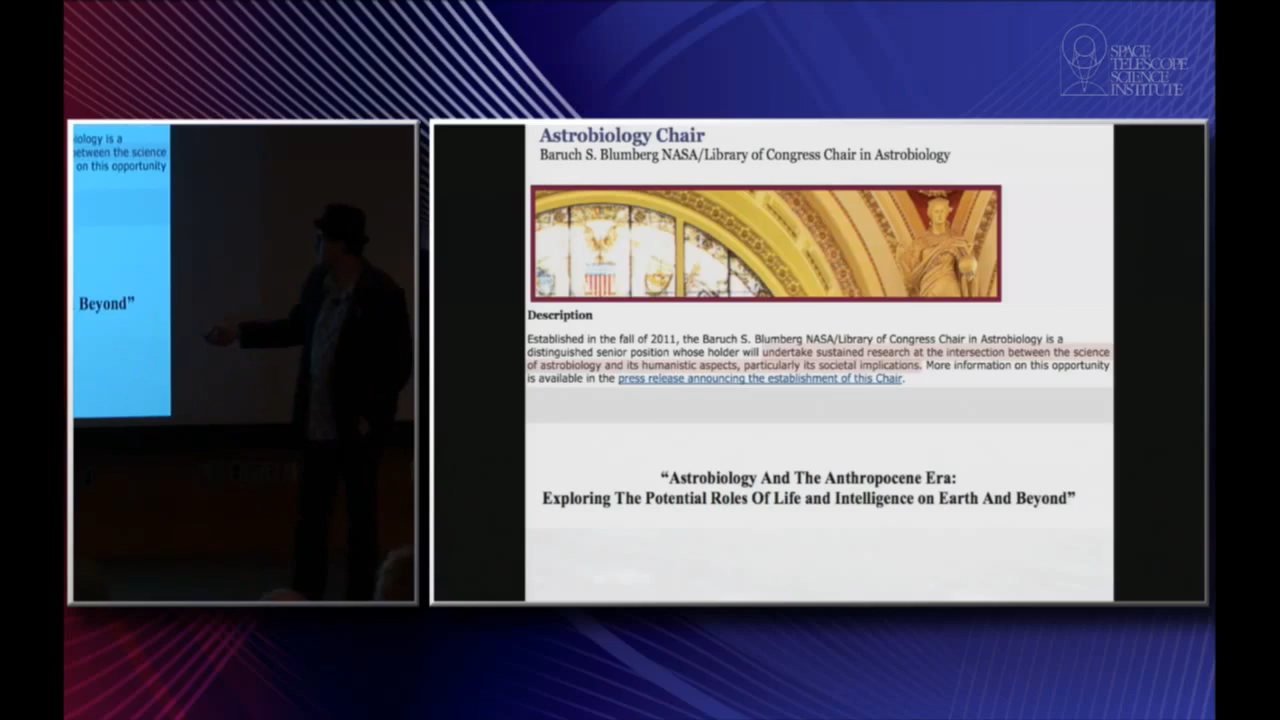 SPACE
TELESCOPE
SCIENCE
INSTITUTE
iology is a
between the science
on this opportunity
Beyond”
Astrobiology Chair
Baruch S. Blumberg NASA/Library of Congress Chair in Astrobiology
Description
Established in the fall of 2011, the Baruch S. Blumberg NASA/Library of Congress Chair in Astrobiology is a
distinguished senior position whose holder will undertake sustained research at the intersection between the science
of astrobiology and its humanistic aspects, particularly its societal implications. More information on this opportunity
is available in the press release announcing the establishment of this Chair.
“Astrobiology And The Anthropocene Era:
Exploring The Potential Roles Of Life and Intelligence on Earth And Beyond”